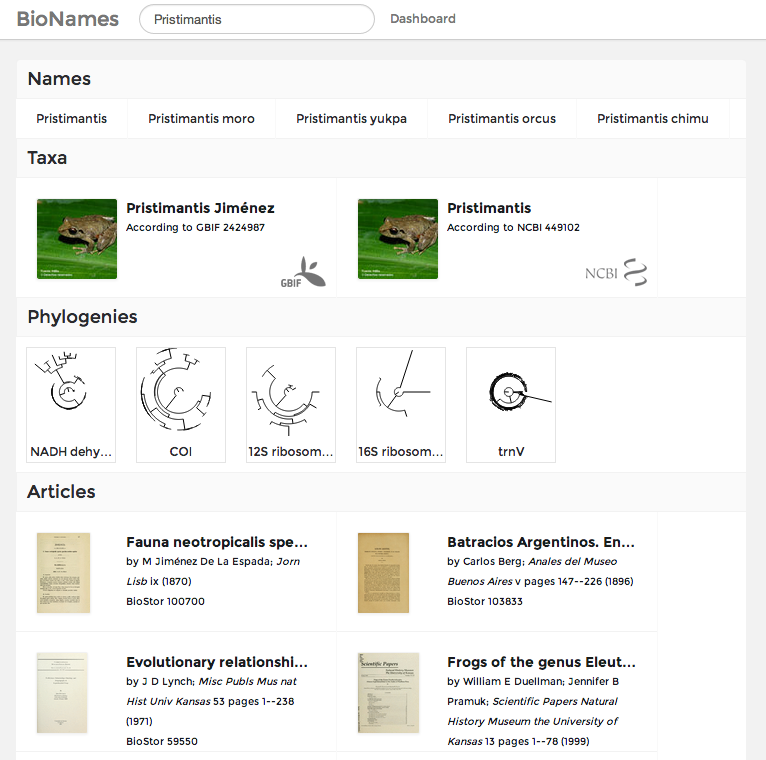 BioNames Pristimantis Dashboard
Names
Pristimantis Pristimantis moro Pristimantis yukpa Pristimantis orcus Pristimantis chimu
Taxa
Pristimantis Jiménez
According to GBIF 2424987
GBIF
Pristimantis
According to NCBI 449102
NCBI
Phylogenies
NADH dehy... COI 12S ribosom... 16S ribosom... trnV
Articles
Fauna neotropicalis spe...
by M Jiménez De La Espada; Jorn
Lisb ix (1870)
BioStor 100700
Batracios Argentinos. En...
by Carlos Berg; Anales del Museo
Buenos Aires v pages 147--226 (1896)
BioStor 103833
Evolutionary relationshi...
by J D Lynch; Misc Publs Mus nat
Hist Univ Kansas 53 pages 1--238
(1971)
BioStor 59550
Scientific Papers
Frogs of the genus Eleut...
by William E Duellman; Jennifer B
Pramuk; Scientific Papers Natural
History Museum the University of
Kansas 13 pages 1--78 (1999)